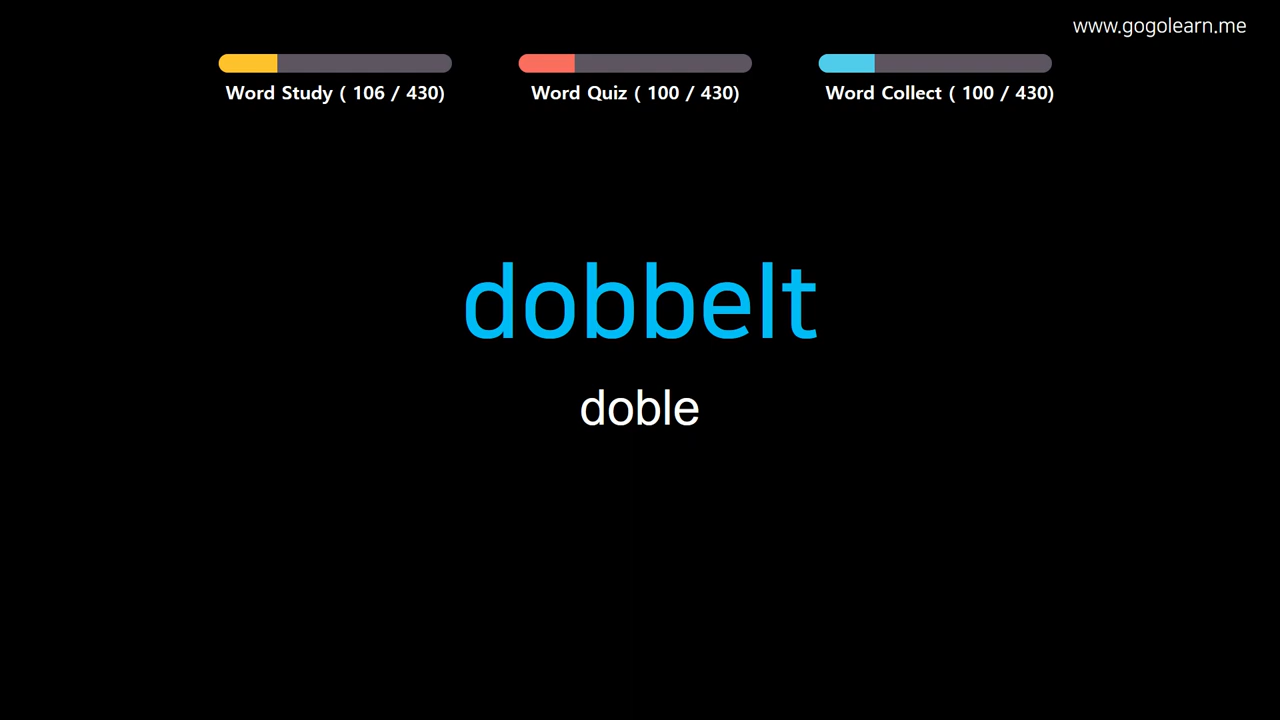 www.gogolearn.me
Word Study ( 106 / 430)
Word Quiz ( 100 / 430)
Word Collect ( 100 / 430)
dobbelt
doble